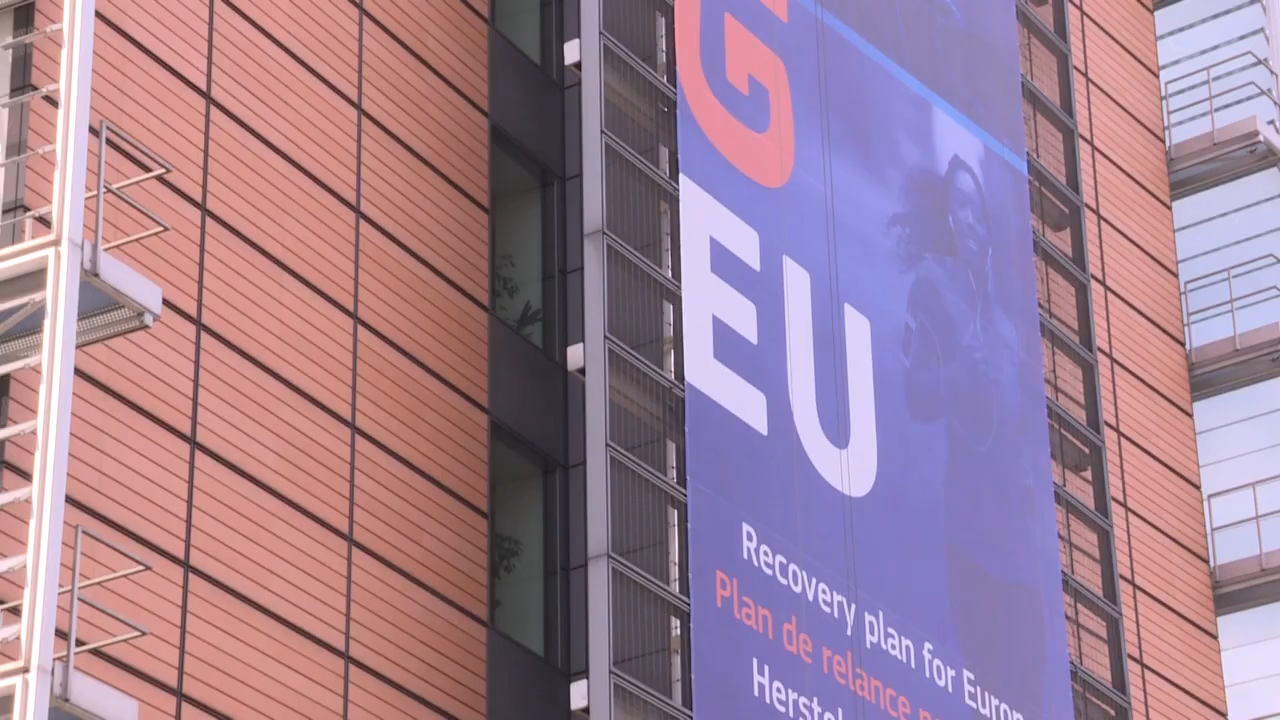 G
EU
Recovery plan for Europ
Plan de relance
Herstel